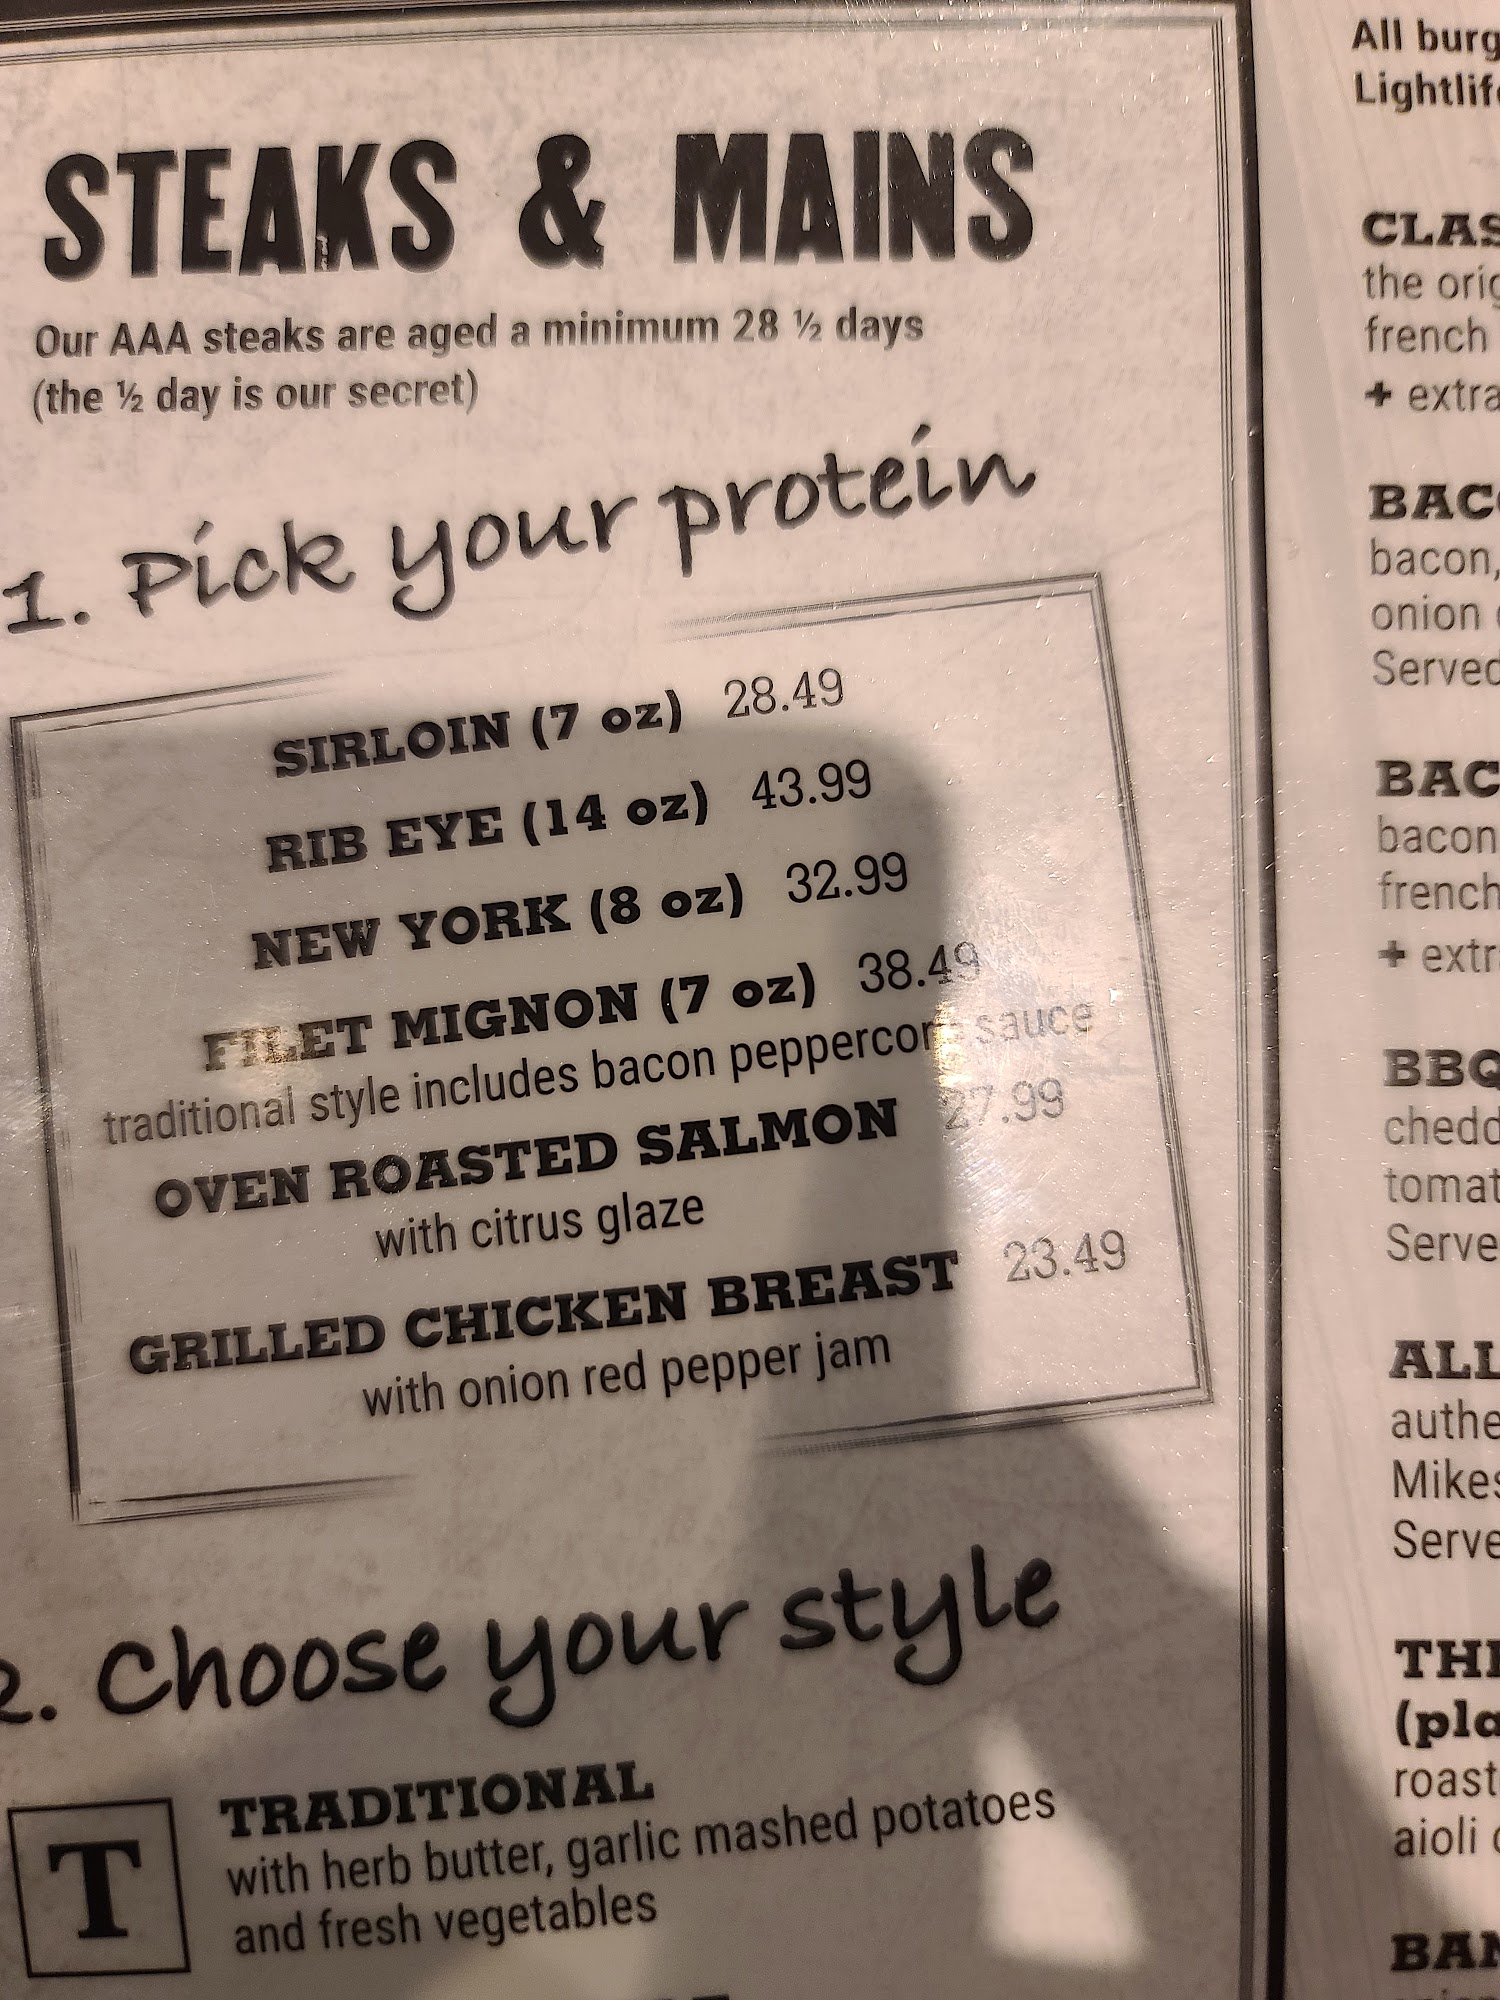 STEAKS & MAINS
Our AAA steaks are aged a minimum 28 ½ days
(the ½ day is our secret)
1. Pick your protein
SIRLOIN (7 oz) 28.49
RIB EYE (14 oz) 43.99
NEW YORK (8 oz) 32.99
FILET MIGNON (7 oz) 38.49
traditional style includes bacon peppercorn sauce
OVEN ROASTED SALMON 27.99
with citrus glaze
GRILLED CHICKEN BREAST 23.49
with onion red pepper jam
2. Choose your style
T
TRADITIONAL
with herb butter, garlic mashed potatoes
and fresh vegetables
All burg
Lightlif
CLAS
the orig
french
+ extra
BAC
bacon,
onion
Served
BAC
bacon
french
+ extr
BBQ
chedd
tomat
Serve
ALL
authe
Mikes
Serve
THE
(pla
roast
aioli
BAN